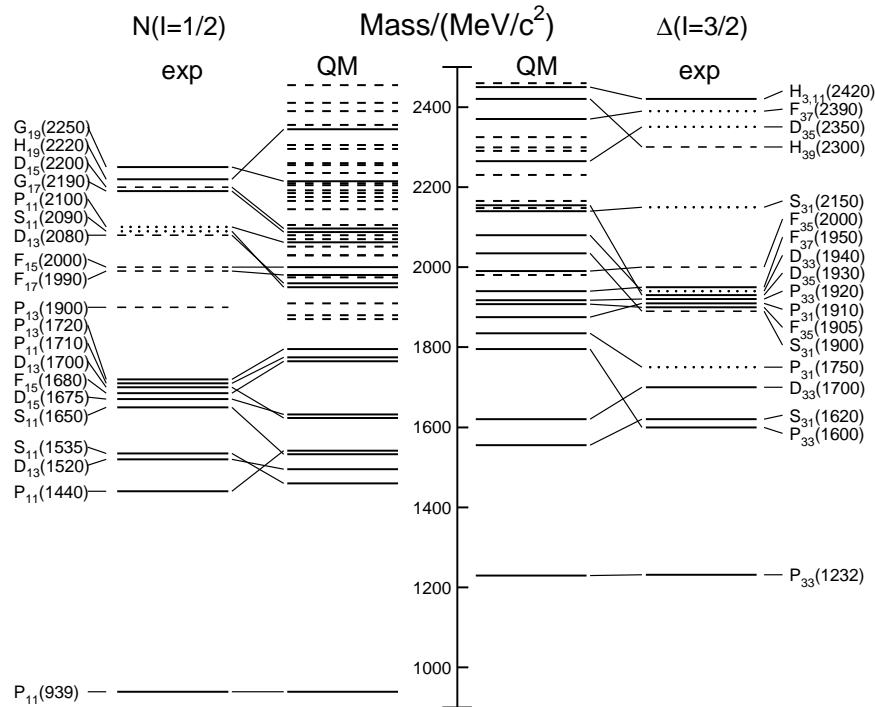 N(I=1/2) Mass/(MeV/c²) Δ(I=3/2)
exp QM QM exp
G₁₉(2250)
H₁₉(2220)
D₁₅(2200)
G₁₇(2190)
P₁₁(2100)
S₁₁(2090)
D₁₃(2080)
F₁₅(2000)
F₁₇(1990)
P₁₃(1900)
P₁₃(1720)
P₁₁(1710)
D₁₃(1700)
F₁₅(1680)
D₁₅(1675)
S₁₁(1650)
S₁₁(1535)
D₁₃(1520)
P₁₁(1440)
P₁₁(939)
2400
2200
2000
1800
1600
1400
1200
1000
H₃,₁₁(2420)
F₃₇(2390)
D₃₅(2350)
H₃₉(2300)
S₃₁(2150)
F₃₅(2000)
F₃₇(1950)
D₃₃(1940)
D₃₅(1930)
P₃₃(1920)
P₃₁(1910)
F₃₅(1905)
S₃₁(1900)
P₃₁(1750)
D₃₃(1700)
S₃₁(1620)
P₃₃(1600)
P₃₃(1232)